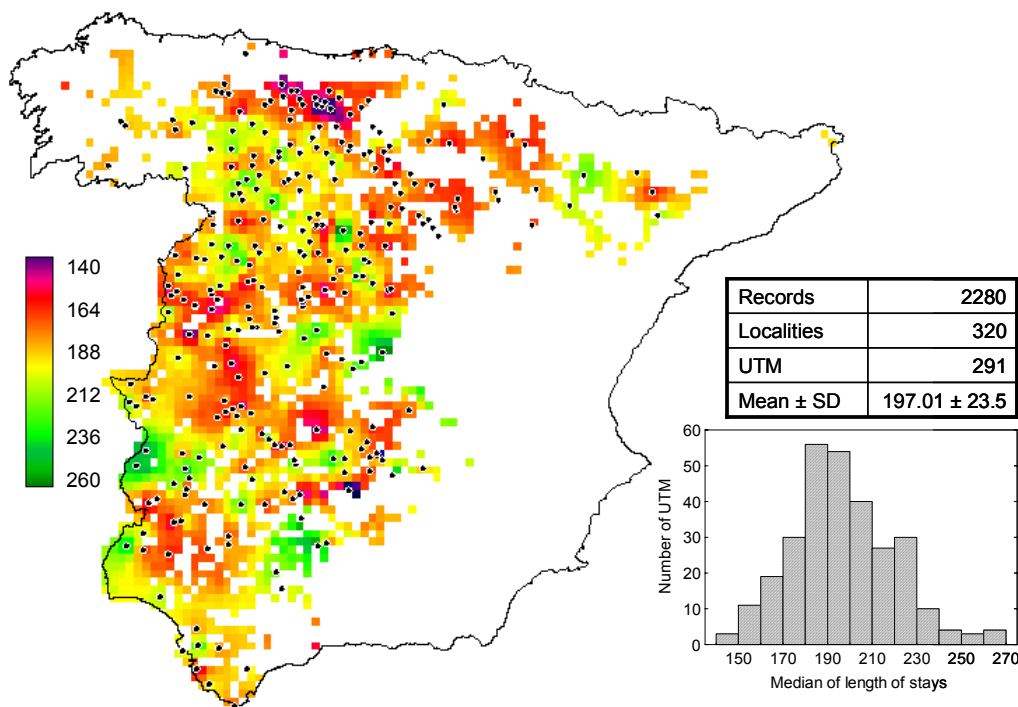 140
164
188
212
236
260
Records 2280
Localities 320
UTM 291
Mean ± SD 197.01 ± 23.5
60
50
40
30
20
10
0
Number of UTM
150 170 190 210 230 250 270
Median of length of stays